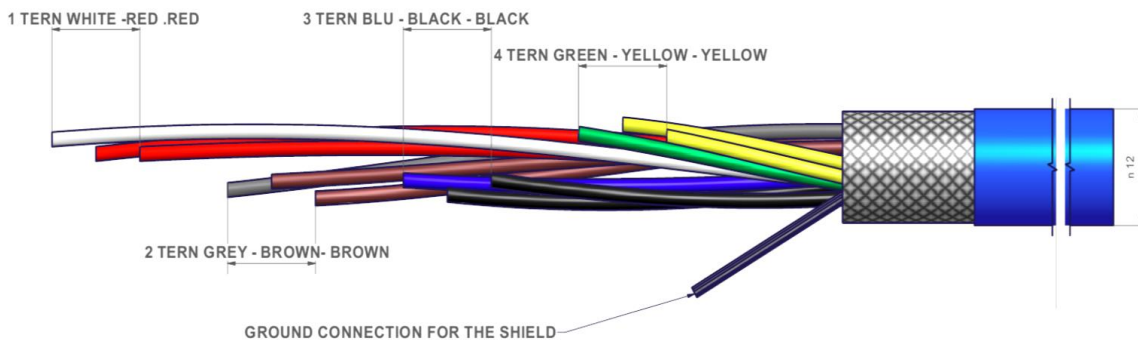 1 TERN WHITE -RED .RED
3 TERN BLU - BLACK - BLACK
4 TERN GREEN - YELLOW - YELLOW
n 12
2 TERN GREY - BROWN- BROWN
GROUND CONNECTION FOR THE SHIELD